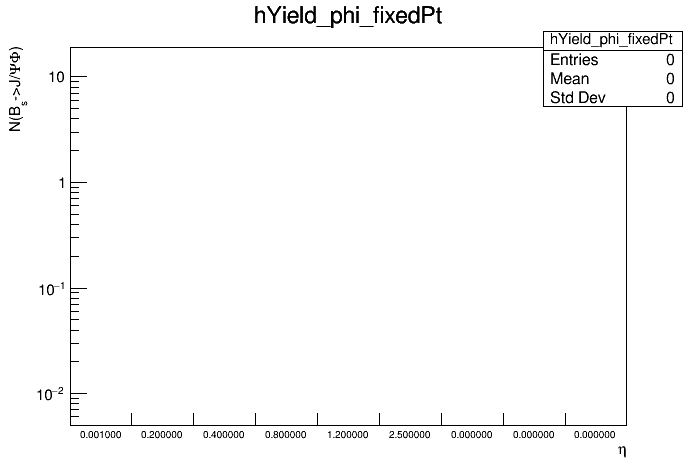 hYield_phi_fixedPt
hYield_phi_fixedPt
Entries 0
Mean 0
Std Dev 0
N(B_s->J/ΨΦ)
10
1
10⁻¹
10⁻²
0.001000 0.200000 0.400000 0.800000 1.200000 2.500000 0.000000 0.000000 0.000000
η